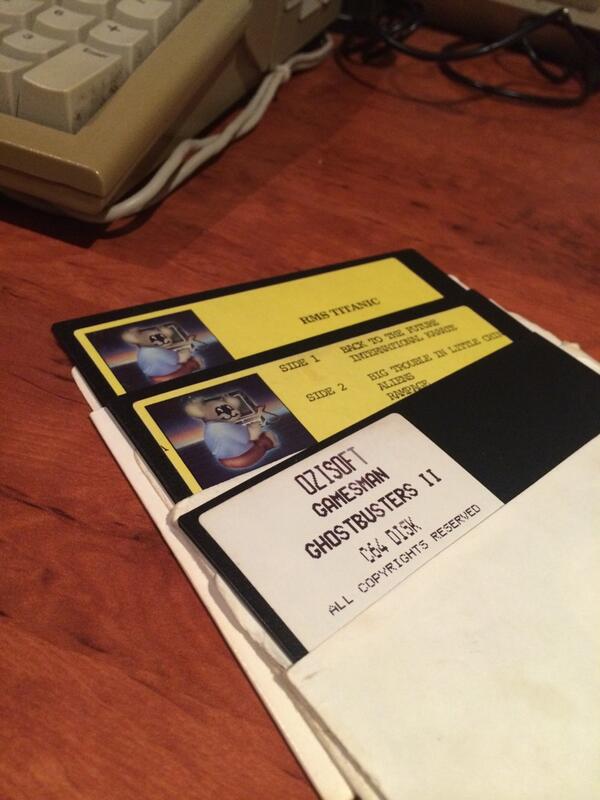 RMS TITANIC
SIDE 1 BACK TO THE FUTURE
INTERNATIONAL KARATE
SIDE 2 BIG TROUBLE IN LITTLE CHI
ALIENS
RAMPAGE
OZISOFT
GAMESMAN
GHOSTBUSTERS II
C64 DISK
ALL COPYRIGHTS RESERVED